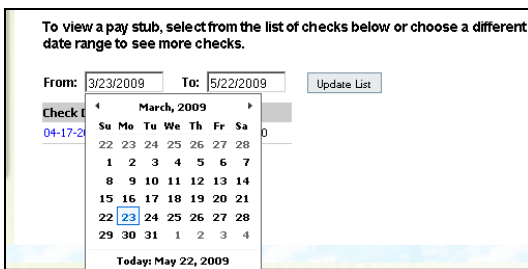 To view a pay stub, select from the list of checks below or choose a different
date range to see more checks.
From: 3/23/2009 To: 5/22/2009 Update List
Check
04-17-2
March, 2009
Su Mo Tu We Th Fr Sa
22 23 24 25 26 27 28
1 2 3 4 5 6 7
8 9 10 11 12 13 14
15 16 17 18 19 20 21
22 23 24 25 26 27 28
29 30 31 1 2 3 4
Today: May 22, 2009